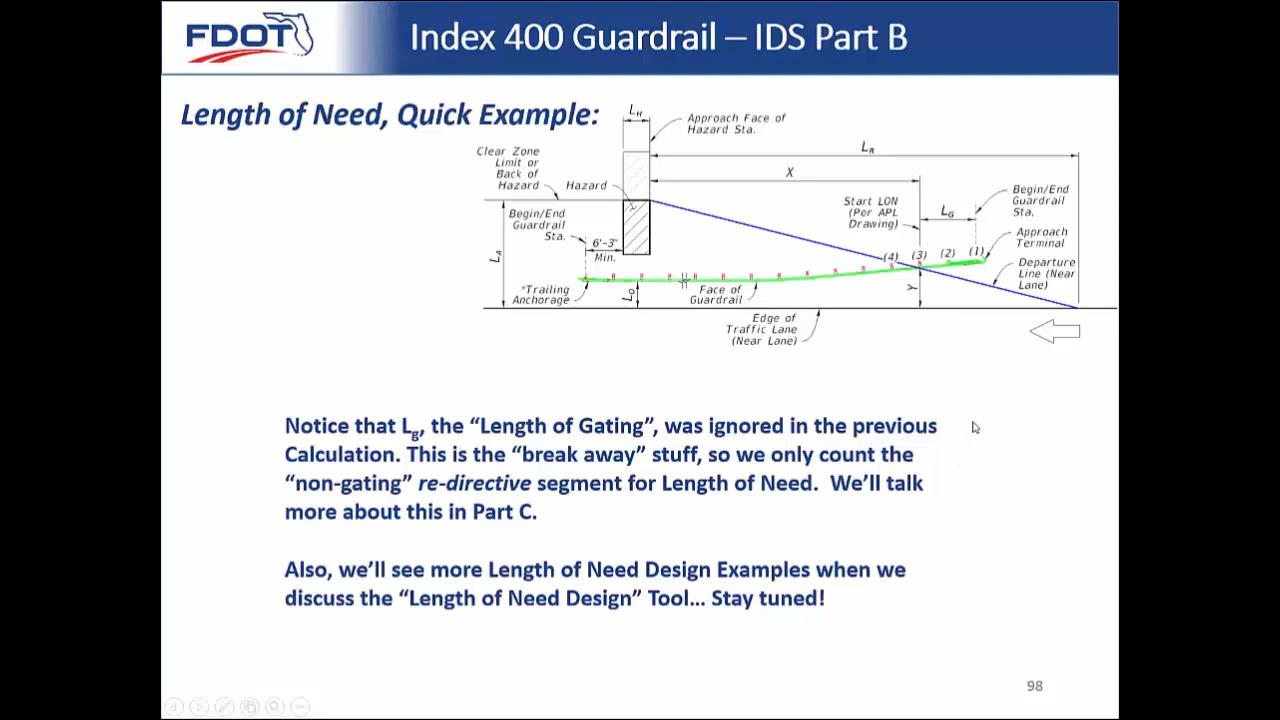 FDOT
Index 400 Guardrail – IDS Part B
Length of Need, Quick Example:
LH
Approach Face of
Hazard Sta.
LR
Clear Zone
Limit or
Back of
Hazard
Hazard
X
Begin/End
Guardrail
Sta.
6'-3"
Min.
Start LON
(Per APL
Drawing)
LG
Begin/End
Guardrail
Sta.
Approach
Terminal
(4) (3) (2) (1)
Departure
Line (Near
Lane)
LA
*Trailing
Anchorage
LO
Face of
Guardrail
Y
Edge of
Traffic Lane
(Near Lane)
Notice that Lg, the “Length of Gating”, was ignored in the previous
Calculation. This is the “break away” stuff, so we only count the
“non-gating” re-directive segment for Length of Need. We’ll talk
more about this in Part C.
Also, we’ll see more Length of Need Design Examples when we
discuss the “Length of Need Design” Tool… Stay tuned!
98